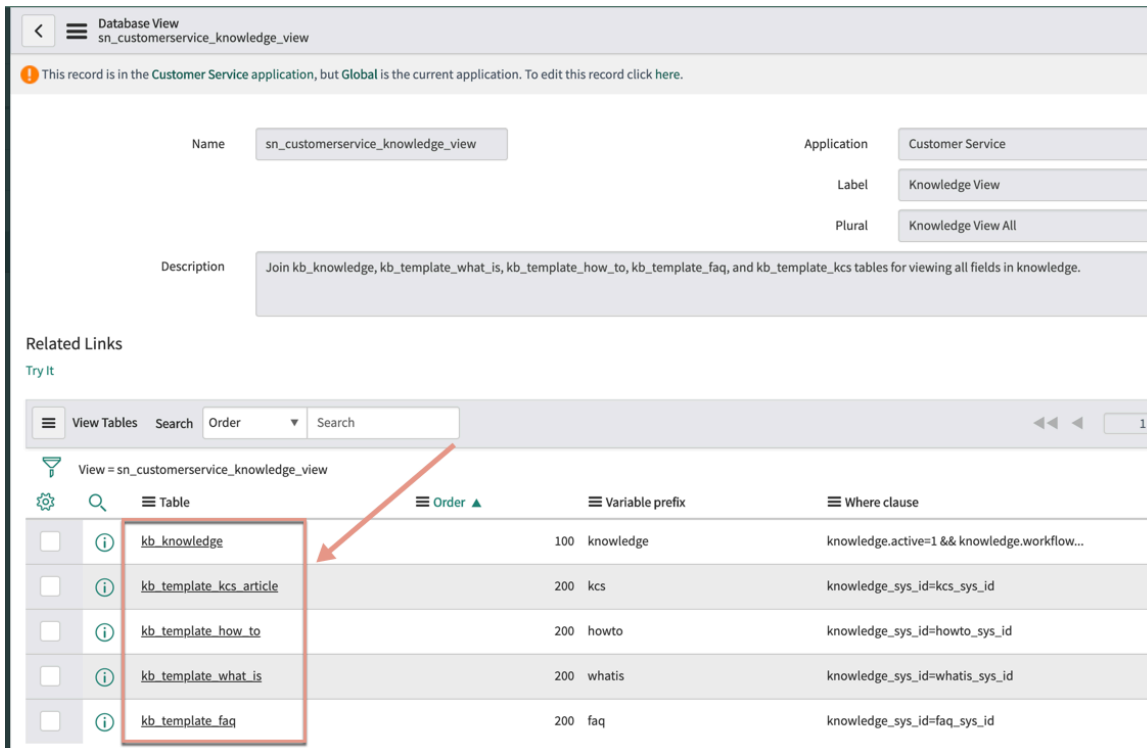 Database View
sn_customerservice_knowledge_view
This record is in the Customer Service application, but Global is the current application. To edit this record click here.
Name sn_customerservice_knowledge_view Application Customer Service
Label Knowledge View
Plural Knowledge View All
Description Join kb_knowledge, kb_template_what_is, kb_template_how_to, kb_template_faq, and kb_template_kcs tables for viewing all fields in knowledge.
Related Links
Try It
View Tables Search Order Search 1
View = sn_customerservice_knowledge_view
Table Order Variable prefix Where clause
kb_knowledge 100 knowledge knowledge.active=1 && knowledge.workflow...
kb_template_kcs_article 200 kcs knowledge_sys_id=kcs_sys_id
kb_template_how_to 200 howto knowledge_sys_id=howto_sys_id
kb_template_what_is 200 whatis knowledge_sys_id=whatis_sys_id
kb_template_faq 200 faq knowledge_sys_id=faq_sys_id